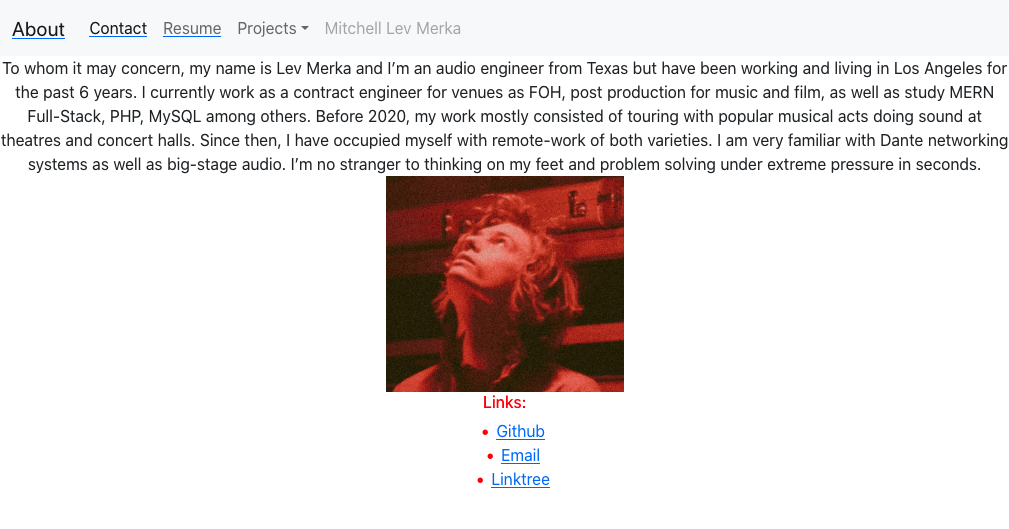 About Contact Resume Projects Mitchell Lev Merka
To whom it may concern, my name is Lev Merka and I’m an audio engineer from Texas but have been working and living in Los Angeles for
the past 6 years. I currently work as a contract engineer for venues as FOH, post production for music and film, as well as study MERN
Full-Stack, PHP, MySQL among others. Before 2020, my work mostly consisted of touring with popular musical acts doing sound at
theatres and concert halls. Since then, I have occupied myself with remote-work of both varieties. I am very familiar with Dante networking
systems as well as big-stage audio. I’m no stranger to thinking on my feet and problem solving under extreme pressure in seconds.
Links:
• Github
• Email
• Linktree